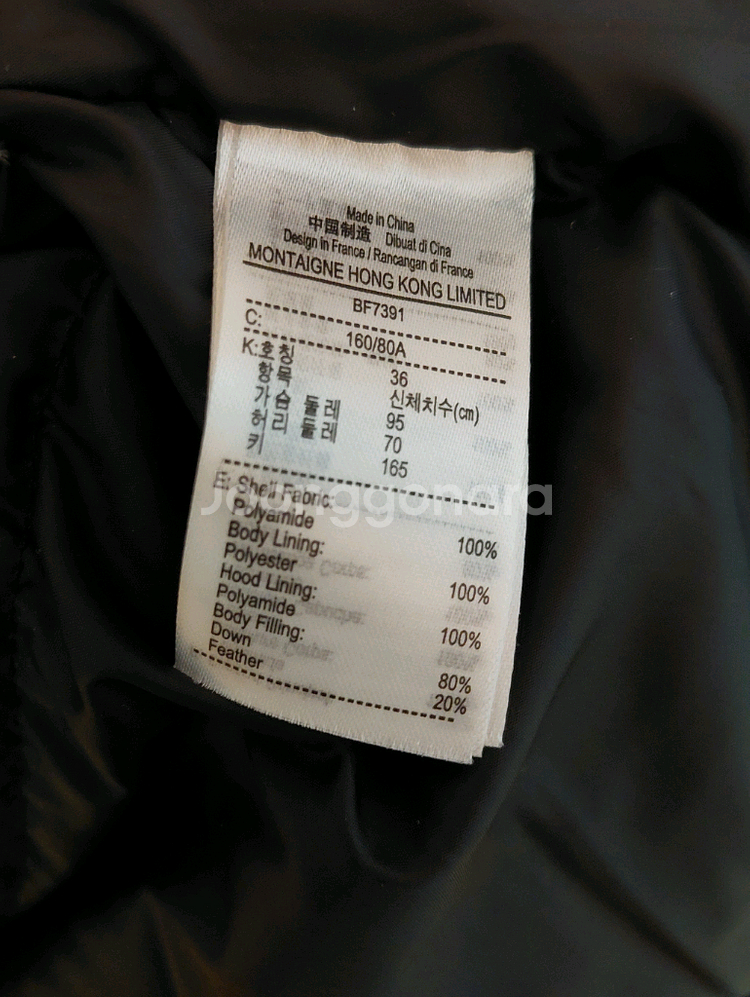 Made in China
中国制造 Dibuat di Cina
Design in France / Rancangan di France
MONTAIGNE HONG KONG LIMITED
BF7391
C: 160/80A
K:호칭 36
항목 신체치수(cm)
가슴 둘레 95
허리 둘레 70
키 165
E: Shell Fabric:
Polyamide 100%
Body Lining:
Polyester 100%
Hood Lining:
Polyamide 100%
Body Filling:
Down 80%
Feather 20%
Joonggonara